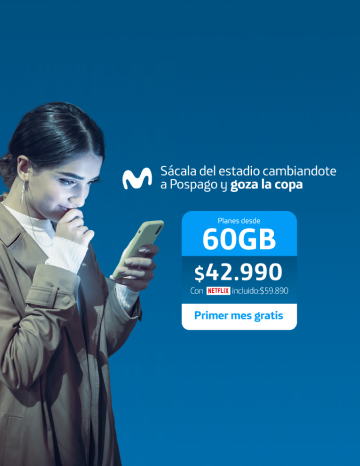 Sácala del estadio cambiandote
a Pospago y goza la copa
Planes desde
60GB
$42.990
Con NETFLIX incluido:$59.890
Primer mes gratis